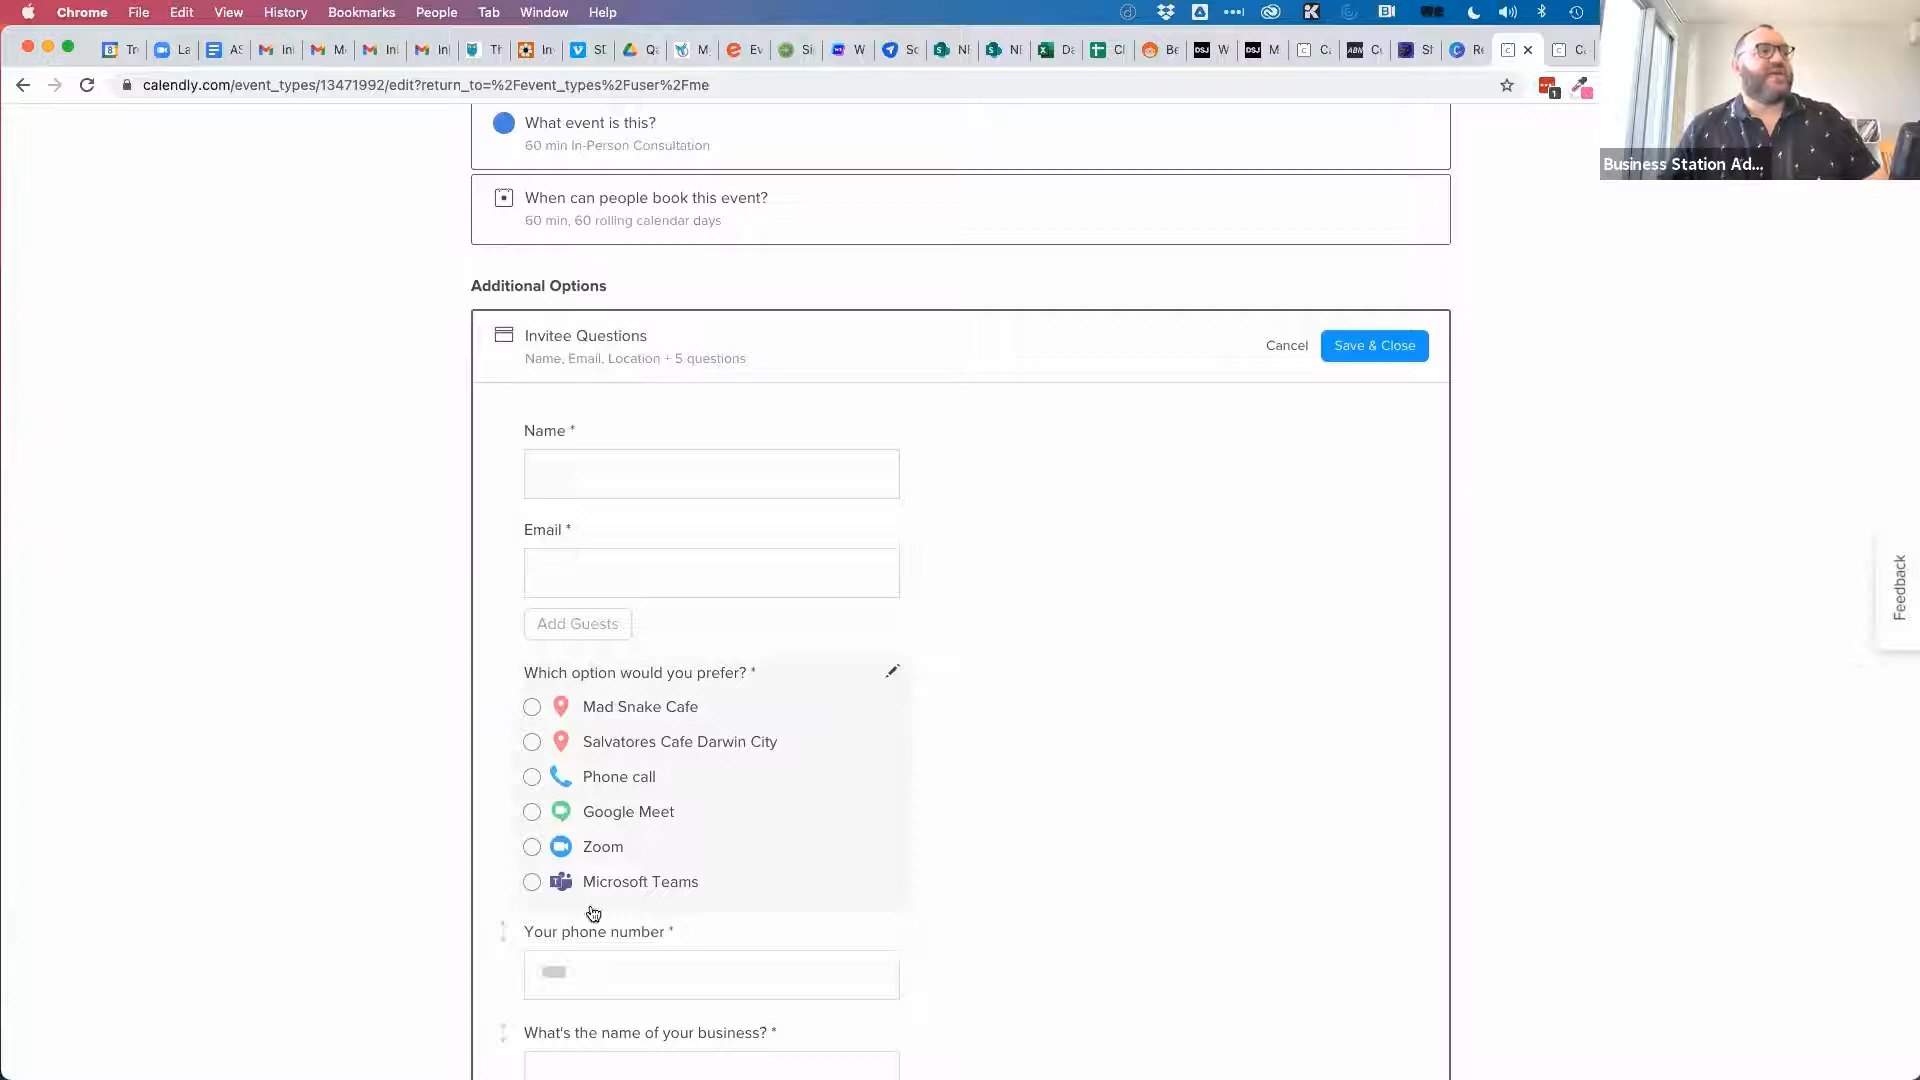 Chrome File Edit View History Bookmarks People Tab Window Help
calendly.com/event_types/13471992/edit?return_to=%2Fevent_types%2Fuser%2Fme
Business Station Ad...
What event is this?
60 min In-Person Consultation
When can people book this event?
60 min, 60 rolling calendar days
Additional Options
Invitee Questions
Name, Email, Location + 5 questions
Cancel
Save & Close
Name *
Email *
Add Guests
Which option would you prefer? *
Mad Snake Cafe
Salvatores Cafe Darwin City
Phone call
Google Meet
Zoom
Microsoft Teams
Your phone number *
What's the name of your business? *
Feedback